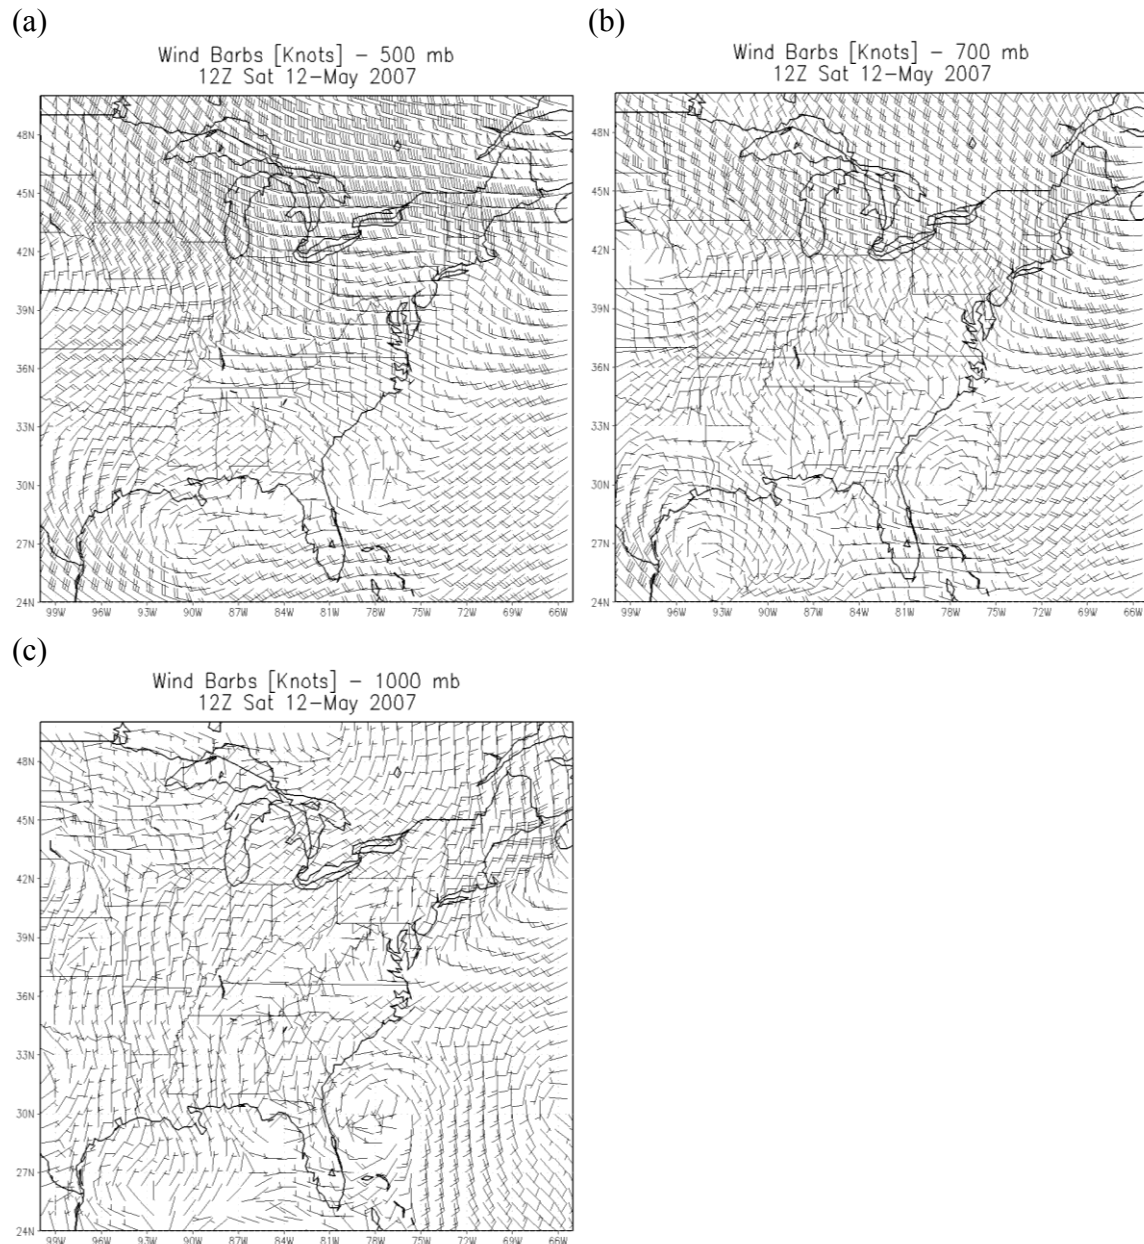 (a)
Wind Barbs [Knots] – 500 mb
12Z Sat 12–May 2007
48N
45N
42N
39N
36N
33N
30N
27N
24N
99W 96W 93W 90W 87W 84W 81W 78W 75W 72W 69W 66W
(b)
Wind Barbs [Knots] – 700 mb
12Z Sat 12–May 2007
48N
45N
42N
39N
36N
33N
30N
27N
24N
99W 96W 93W 90W 87W 84W 81W 78W 75W 72W 69W 66W
(c)
Wind Barbs [Knots] – 1000 mb
12Z Sat 12–May 2007
48N
45N
42N
39N
36N
33N
30N
27N
24N
99W 96W 93W 90W 87W 84W 81W 78W 75W 72W 69W 66W